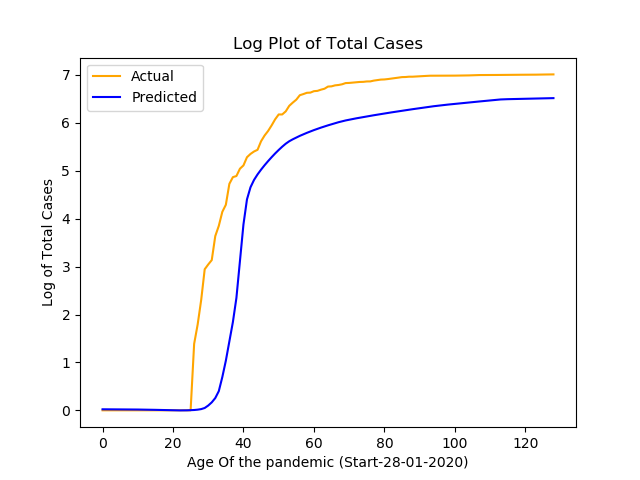 Log Plot of Total Cases
Actual
Predicted
7
6
5
4
3
2
1
0
Log of Total Cases
0 20 40 60 80 100 120
Age Of the pandemic (Start-28-01-2020)